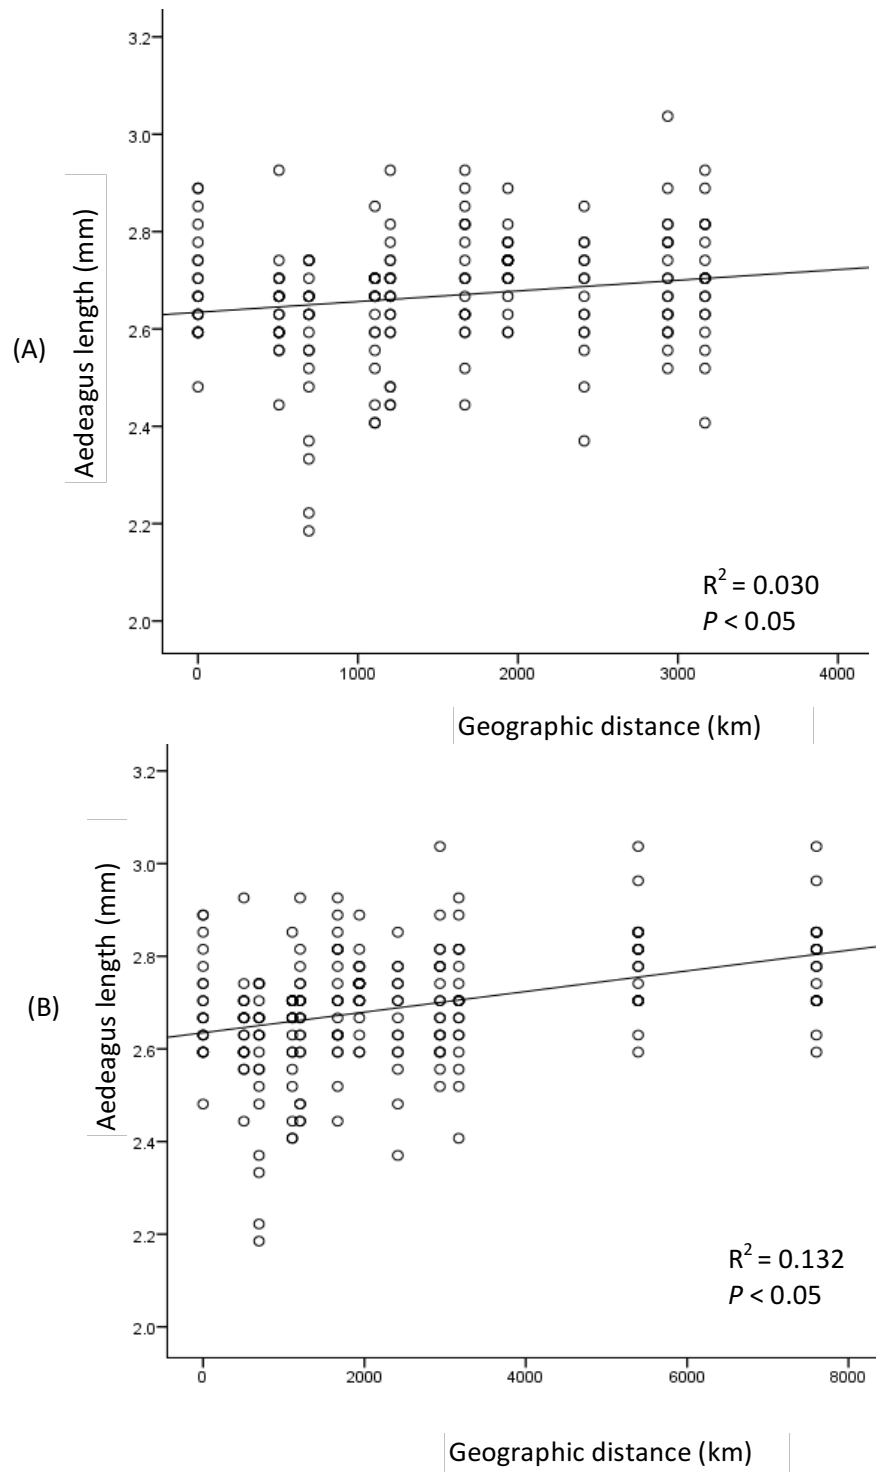 3.2
3.0
2.8
2.6
2.4
2.2
2.0
(A)
Aedeagus length (mm)
R² = 0.030
P < 0.05
0 1000 2000 3000 4000
Geographic distance (km)
3.2
3.0
2.8
2.6
2.4
2.2
2.0
(B)
Aedeagus length (mm)
R² = 0.132
P < 0.05
0 2000 4000 6000 8000
Geographic distance (km)